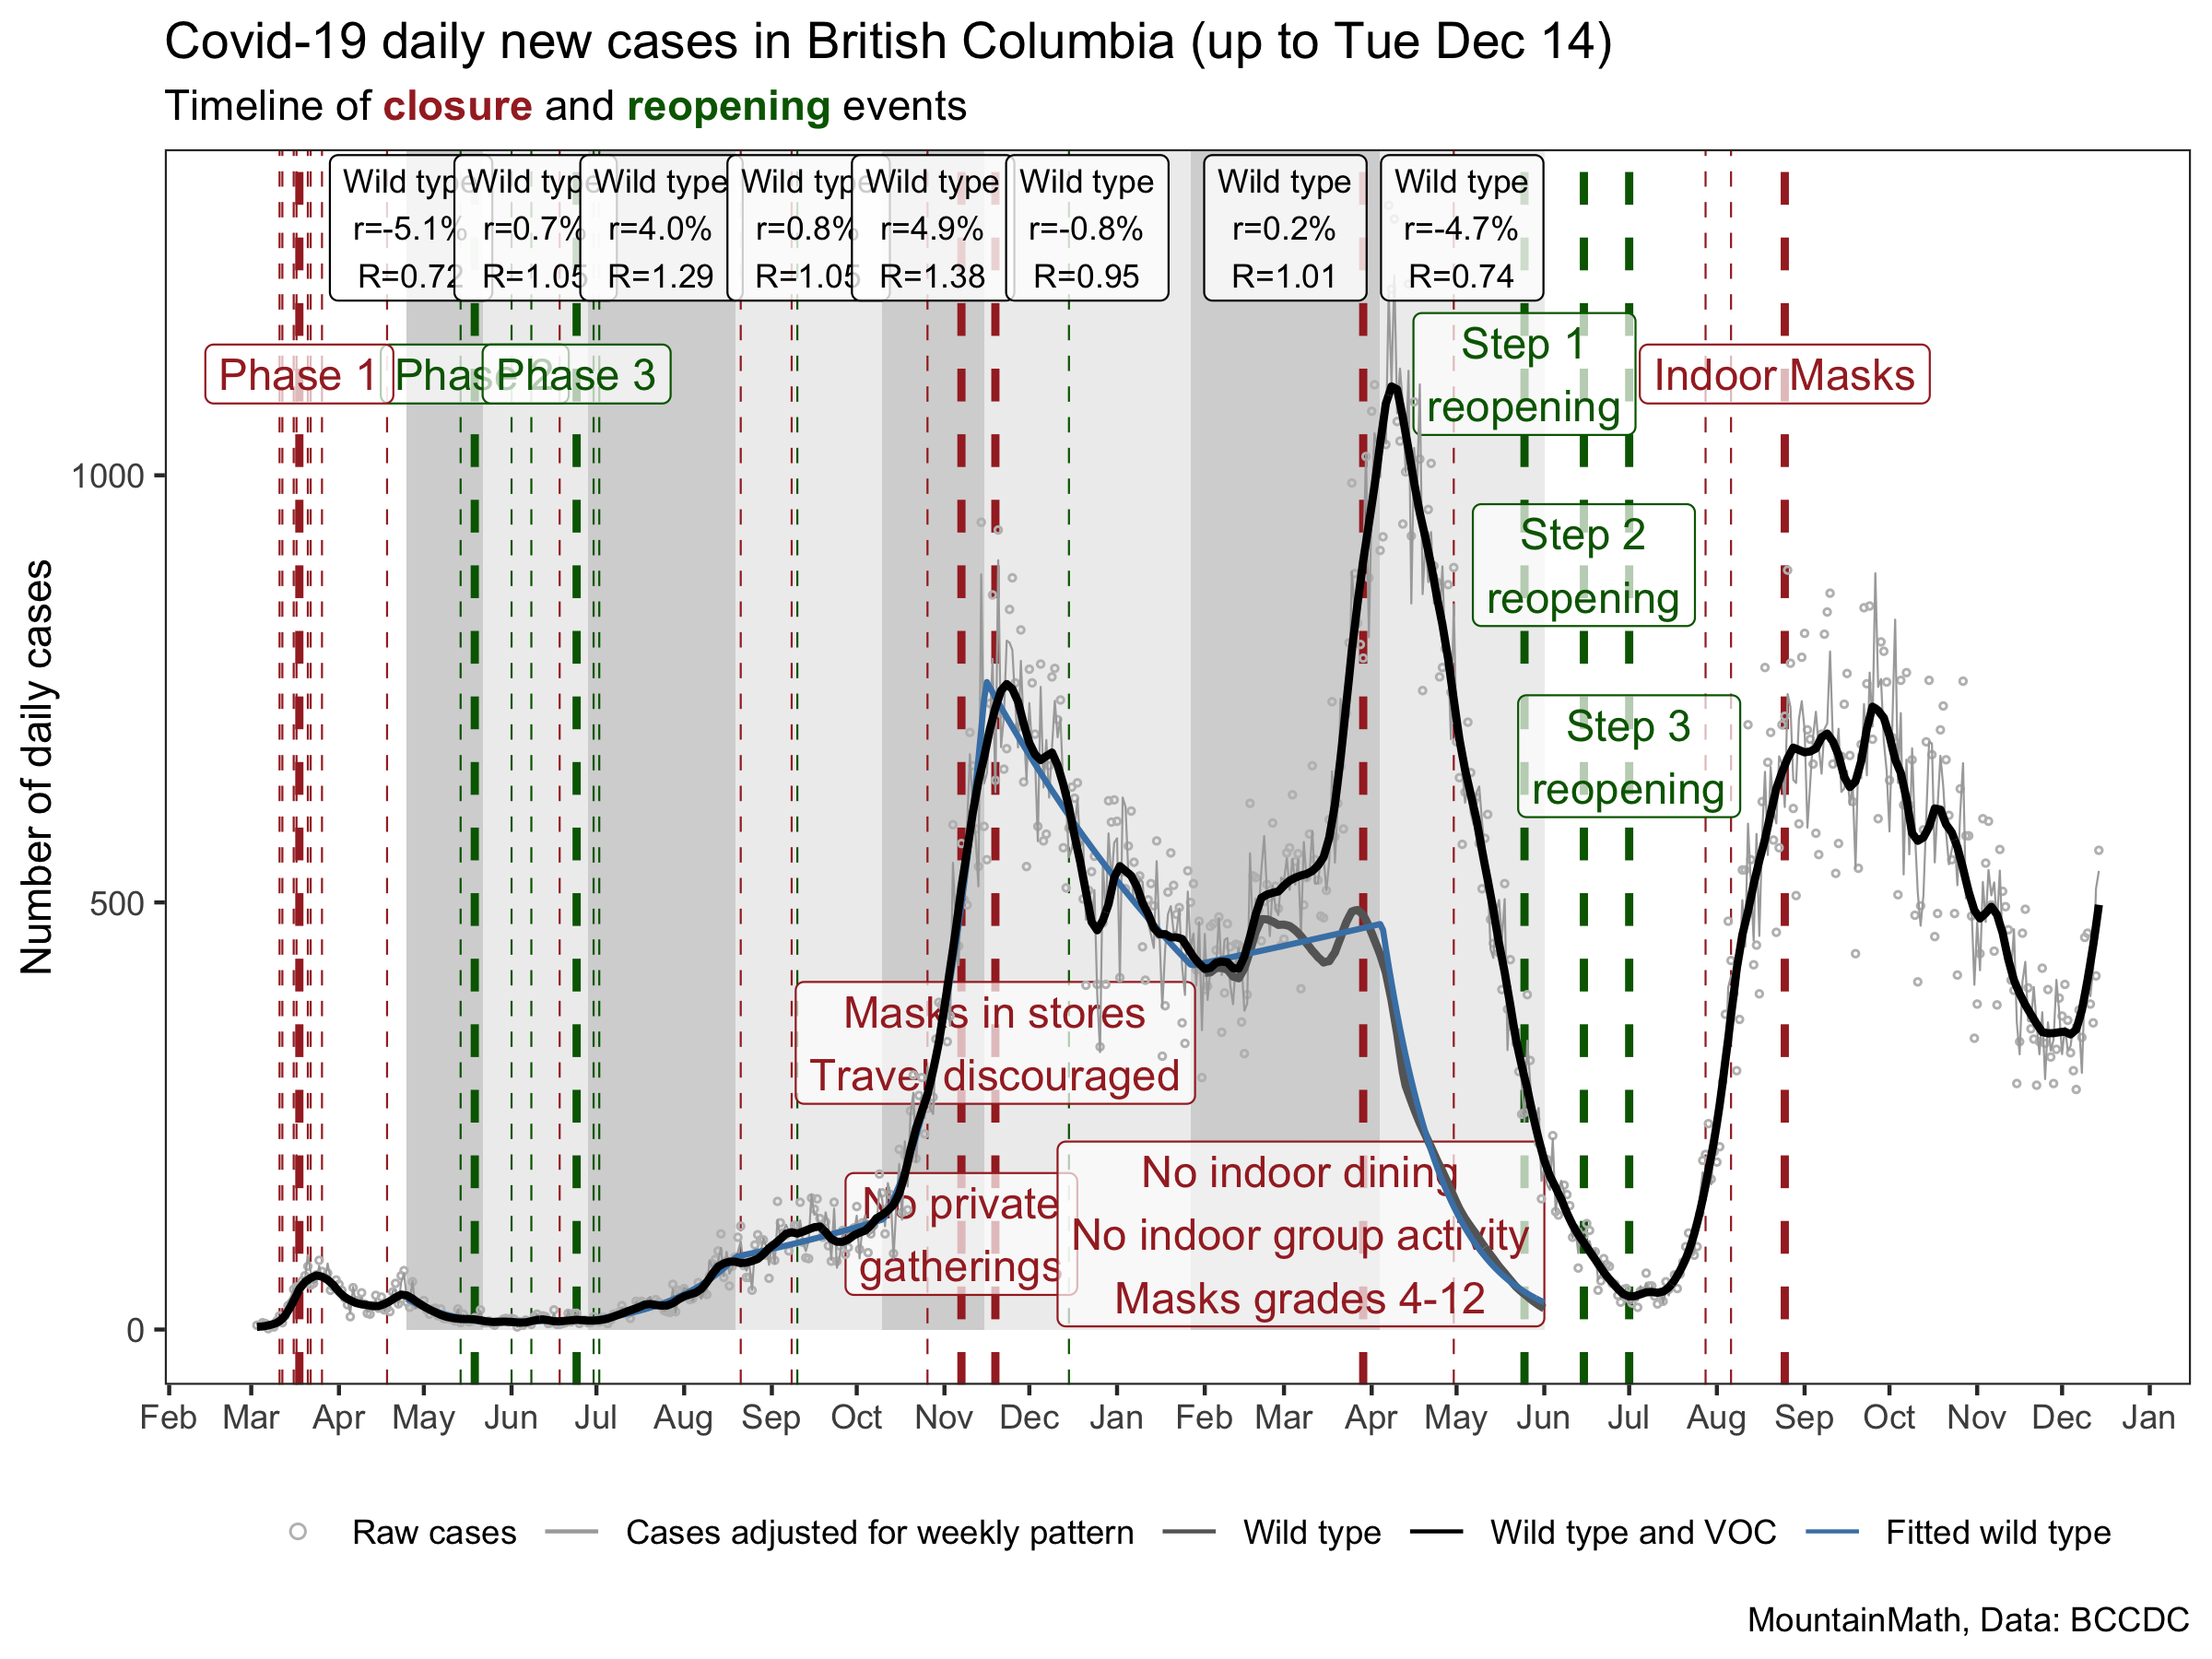 Covid-19 daily new cases in British Columbia (up to Tue Dec 14)
Timeline of closure and reopening events
Wild type
r=-5.1%
R=0.72
Wild type
r=0.7%
R=1.05
Wild type
r=4.0%
R=1.29
Wild type
r=0.8%
R=1.05
Wild type
r=4.9%
R=1.38
Wild type
r=-0.8%
R=0.95
Wild type
r=0.2%
R=1.01
Wild type
r=-4.7%
R=0.74
Phase 1
Phase 2
Phase 3
Step 1
reopening
Indoor Masks
Step 2
reopening
Step 3
reopening
Masks in stores
Travel discouraged
No private
gatherings
No indoor dining
No indoor group activity
Masks grades 4-12
Number of daily cases
1000
500
0
Feb Mar Apr May Jun Jul Aug Sep Oct Nov Dec Jan Feb Mar Apr May Jun Jul Aug Sep Oct Nov Dec Jan
Raw cases Cases adjusted for weekly pattern Wild type Wild type and VOC Fitted wild type
MountainMath, Data: BCCDC